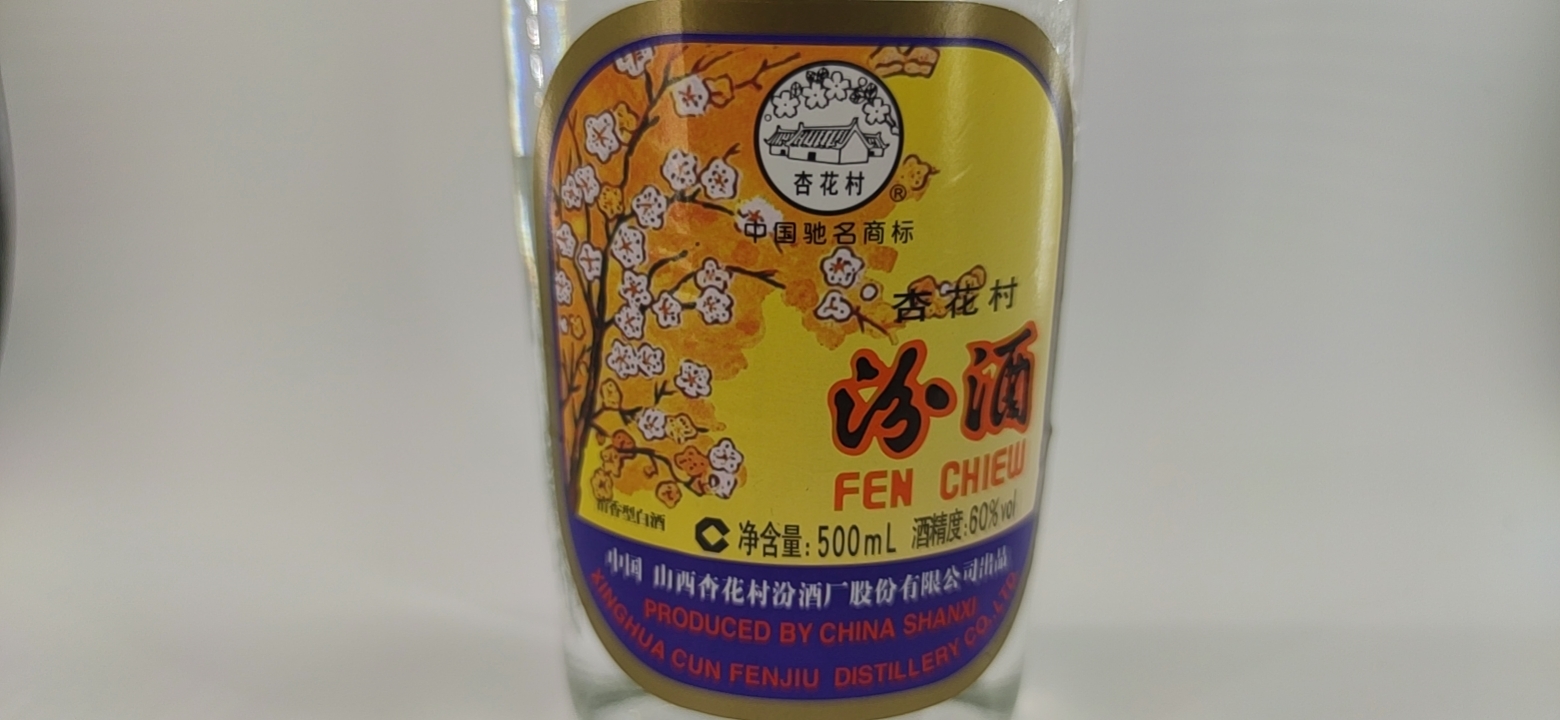 杏花村
®
中国驰名商标
杏花村
汾酒
FEN CHIEW
清香型白酒
净含量:500mL 酒精度:60%vol
中国 山西杏花村汾酒厂股份有限公司出品
PRODUCED BY CHINA SHANXI
XINGHUA CUN FENJIU DISTILLERY CO.,LTD